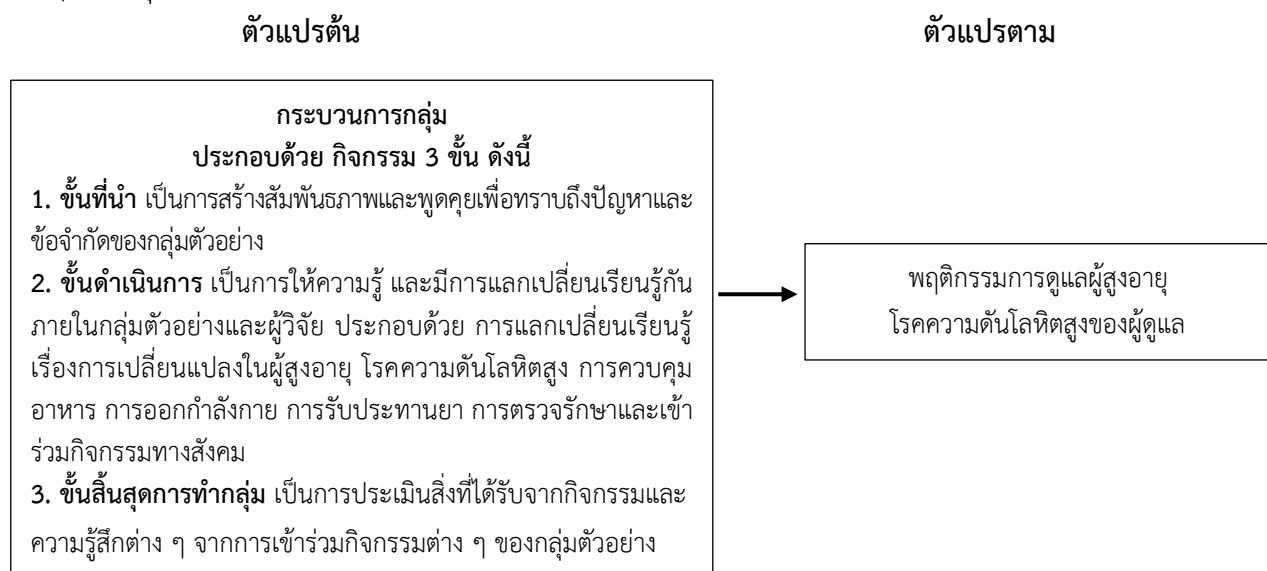 ตัวแปรต้น
ตัวแปรตาม
กระบวนการกลุ่ม
ประกอบด้วย กิจกรรม 3 ขั้น ดังนี้
1. ขั้นที่นำ เป็นการสร้างสัมพันธภาพและพูดคุยเพื่อทราบถึงปัญหาและ
ข้อจำกัดของกลุ่มตัวอย่าง
2. ขั้นดำเนินการ เป็นการให้ความรู้ และมีการแลกเปลี่ยนเรียนรู้กัน
ภายในกลุ่มตัวอย่างและผู้วิจัย ประกอบด้วย การแลกเปลี่ยนเรียนรู้
เรื่องการเปลี่ยนแปลงในผู้สูงอายุ โรคความดันโลหิตสูง การควบคุม
อาหาร การออกกำลังกาย การรับประทานยา การตรวจรักษาและเข้า
ร่วมกิจกรรมทางสังคม
3. ขั้นสิ้นสุดการทำกลุ่ม เป็นการประเมินสิ่งที่ได้รับจากกิจกรรมและ
ความรู้สึกต่าง ๆ จากการเข้าร่วมกิจกรรมต่าง ๆ ของกลุ่มตัวอย่าง
พฤติกรรมการดูแลผู้สูงอายุ
โรคความดันโลหิตสูงของผู้ดูแล